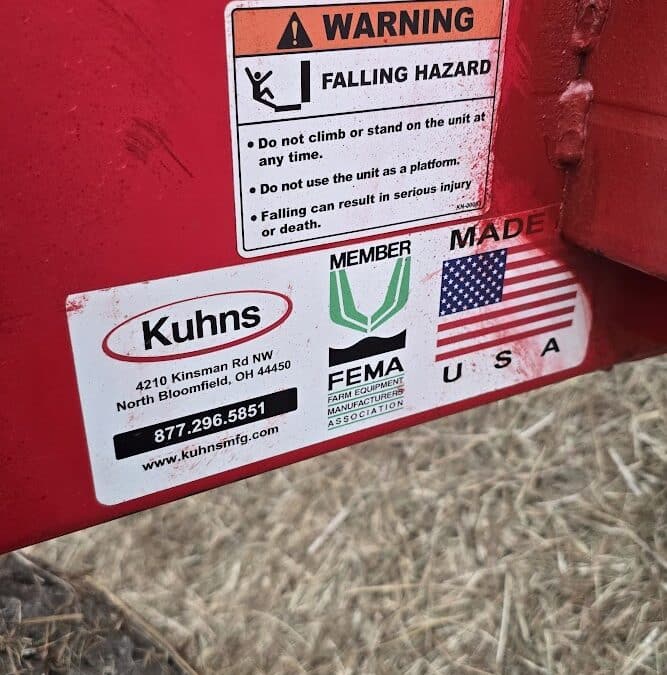 WARNING
FALLING HAZARD
• Do not climb or stand on the unit at
any time.
• Do not use the unit as a platform.
• Falling can result in serious injury
or death.
MADE
MEMBER
Kuhns
4210 Kinsman Rd NW
North Bloomfield, OH 44450
877.296.5851
www.kuhnsmfg.com
FEMA
FARM EQUIPMENT
MANUFACTURERS
ASSOCIATION
U S A